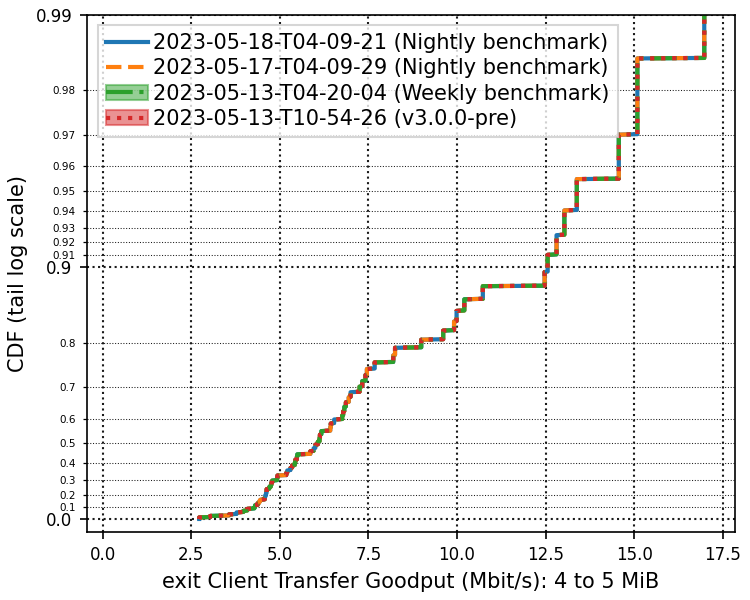 0.99
0.98
0.97
0.96
0.95
0.94
0.93
0.92
0.91
0.9
0.8
0.7
0.6
0.5
0.4
0.3
0.2
0.1
0.0
CDF (tail log scale)
2023-05-18-T04-09-21 (Nightly benchmark)
2023-05-17-T04-09-29 (Nightly benchmark)
2023-05-13-T04-20-04 (Weekly benchmark)
2023-05-13-T10-54-26 (v3.0.0-pre)
0.0 2.5 5.0 7.5 10.0 12.5 15.0 17.5
exit Client Transfer Goodput (Mbit/s): 4 to 5 MiB